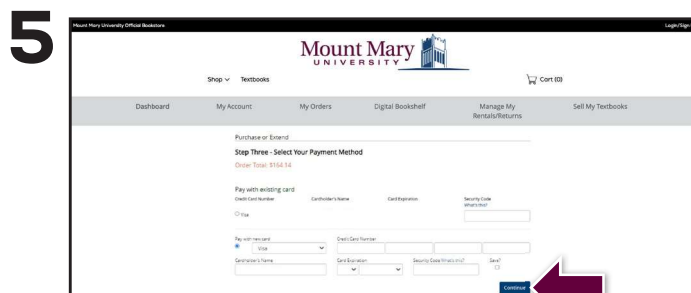 5
Mount Mary University Official Bookstore
Login/Sign
Mount Mary
UNIVERSITY
Shop Textbooks
Cart (0)
Dashboard My Account My Orders Digital Bookshelf Manage My Rentals/Returns Sell My Textbooks
Purchase or Extend
Step Three - Select Your Payment Method
Order Total: $164.14
Pay with existing card
Credit Card Number Cardholder's Name Card Expiration Security Code
What's this?
Visa
Pay with new card Credit Card Number
Visa
Cardholder's Name Card Expiration Security Code What's this? Save?
Continue